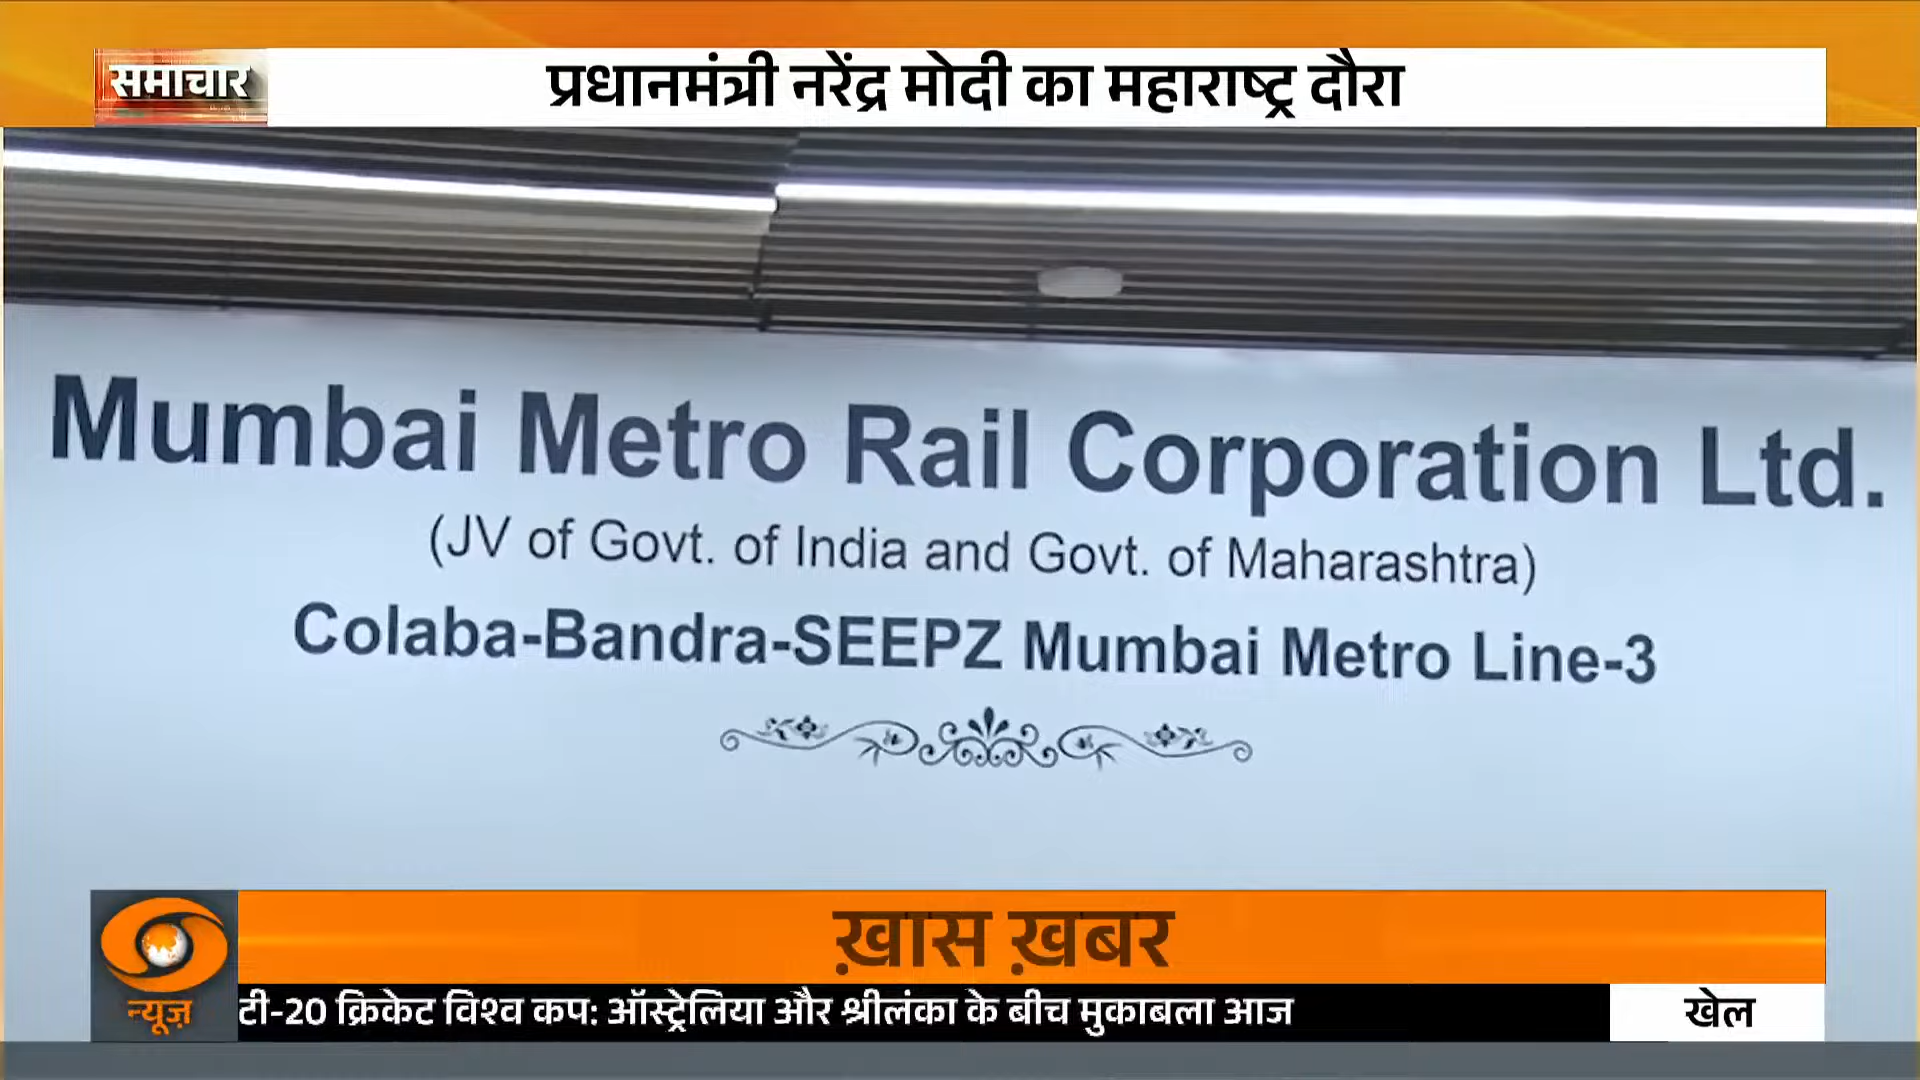 समाचार
प्रधानमंत्री नरेंद्र मोदी का महाराष्ट्र दौरा
Mumbai Metro Rail Corporation Ltd.
(JV of Govt. of India and Govt. of Maharashtra)
Colaba-Bandra-SEEPZ Mumbai Metro Line-3
ख़ास ख़बर
न्यूज़
टी-20 क्रिकेट विश्व कप: ऑस्ट्रेलिया और श्रीलंका के बीच मुकाबला आज
खेल